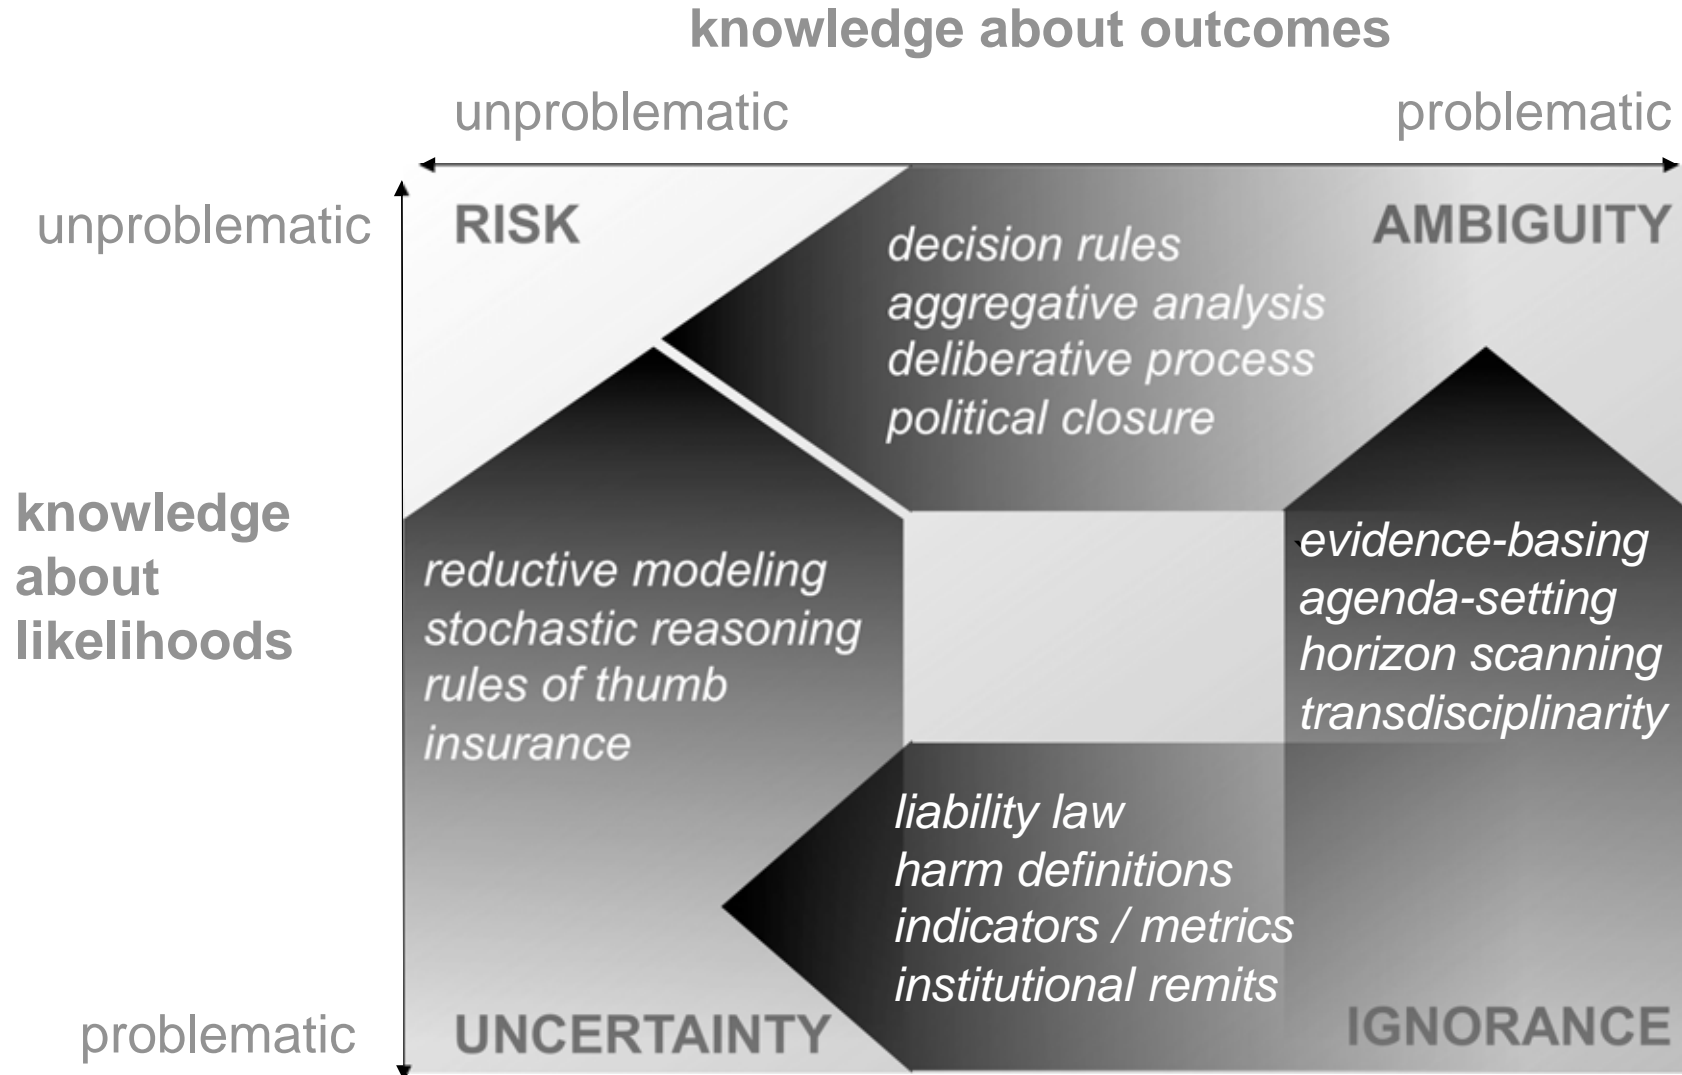 knowledge about outcomes
unproblematic
problematic
unproblematic
RISK
AMBIGUITY
decision rules
aggregative analysis
deliberative process
political closure
knowledge
about
likelihoods
reductive modeling
stochastic reasoning
rules of thumb
insurance
evidence-basing
agenda-setting
horizon scanning
transdisciplinarity
liability law
harm definitions
indicators / metrics
institutional remits
problematic
UNCERTAINTY
IGNORANCE